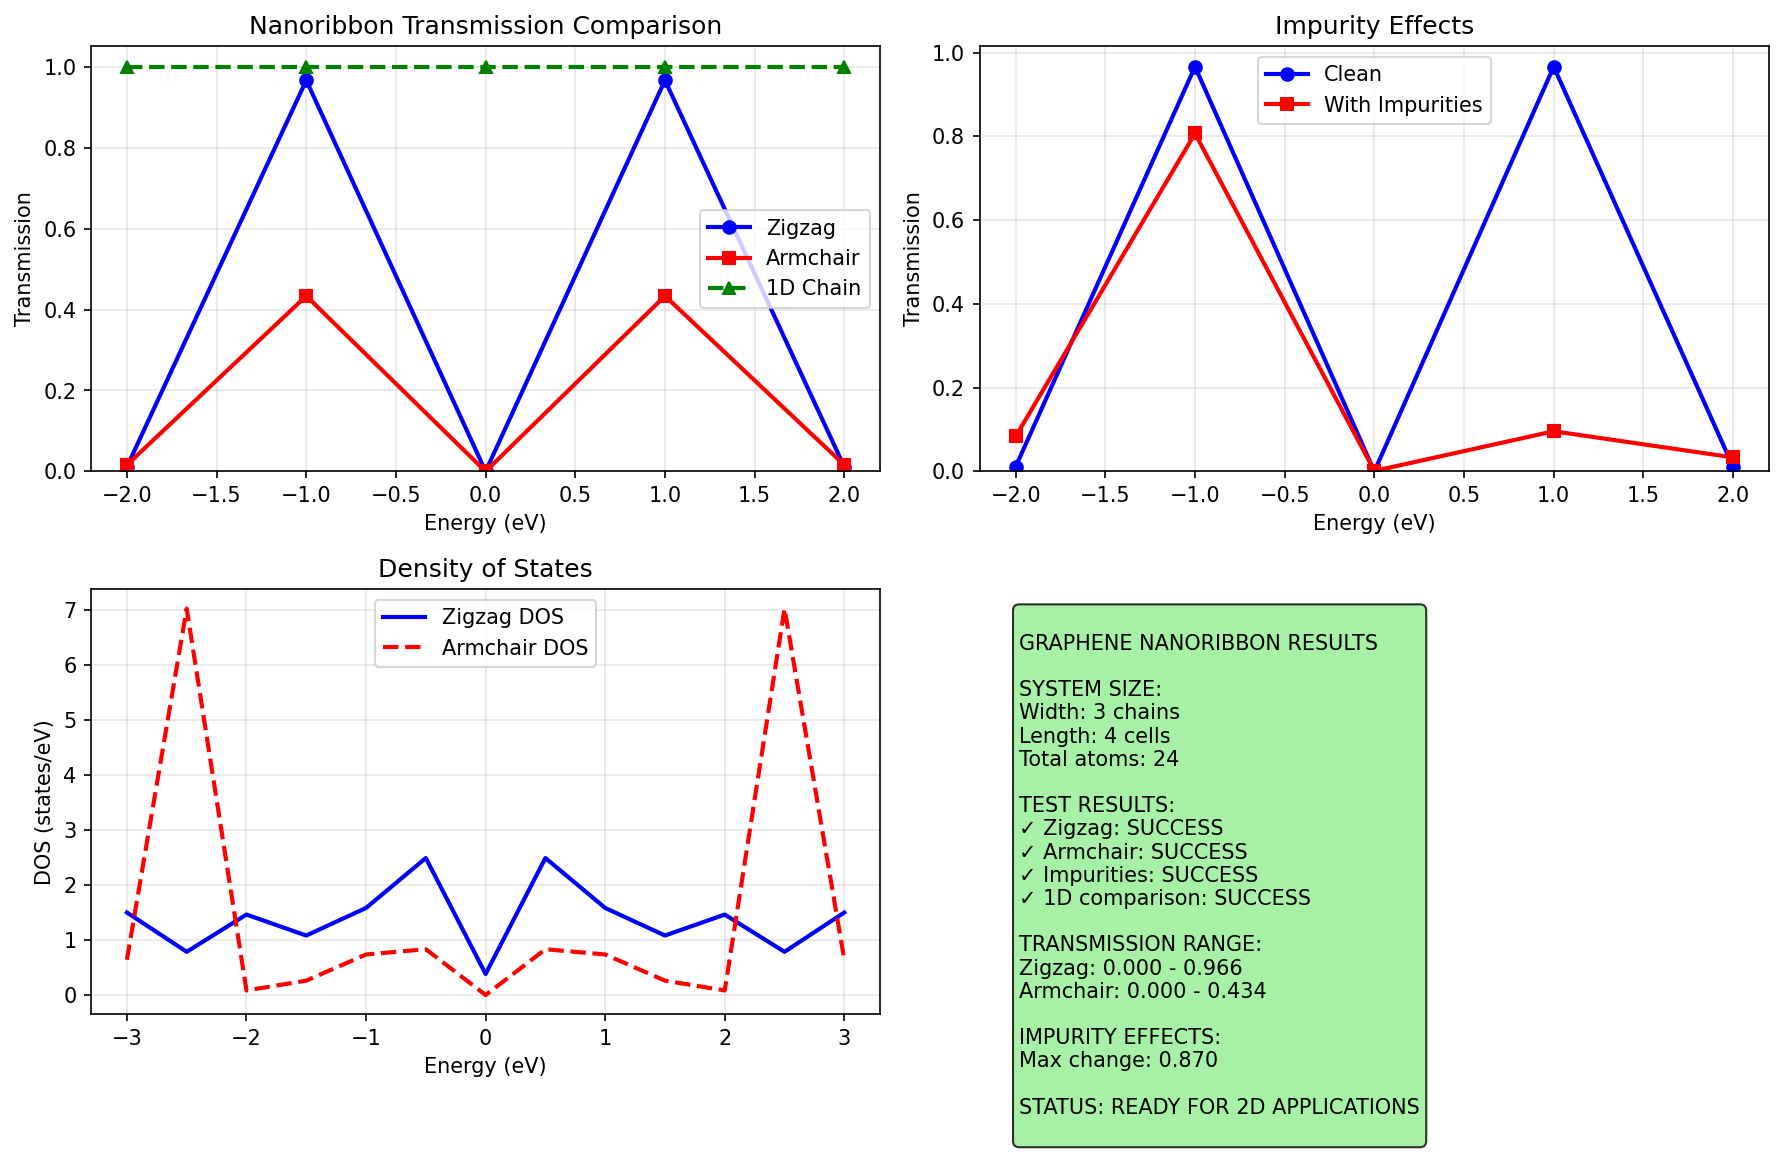 Nanoribbon Transmission Comparison
Transmission
1.0
0.8
0.6
0.4
0.2
0.0
Zigzag
Armchair
1D Chain
−2.0 −1.5 −1.0 −0.5 0.0 0.5 1.0 1.5 2.0
Energy (eV)
Impurity Effects
Transmission
1.0
0.8
0.6
0.4
0.2
0.0
Clean
With Impurities
−2.0 −1.5 −1.0 −0.5 0.0 0.5 1.0 1.5 2.0
Energy (eV)
Density of States
DOS (states/eV)
7
6
5
4
3
2
1
0
Zigzag DOS
Armchair DOS
−3 −2 −1 0 1 2 3
Energy (eV)
GRAPHENE NANORIBBON RESULTS
SYSTEM SIZE:
Width: 3 chains
Length: 4 cells
Total atoms: 24
TEST RESULTS:
✓ Zigzag: SUCCESS
✓ Armchair: SUCCESS
✓ Impurities: SUCCESS
✓ 1D comparison: SUCCESS
TRANSMISSION RANGE:
Zigzag: 0.000 - 0.966
Armchair: 0.000 - 0.434
IMPURITY EFFECTS:
Max change: 0.870
STATUS: READY FOR 2D APPLICATIONS